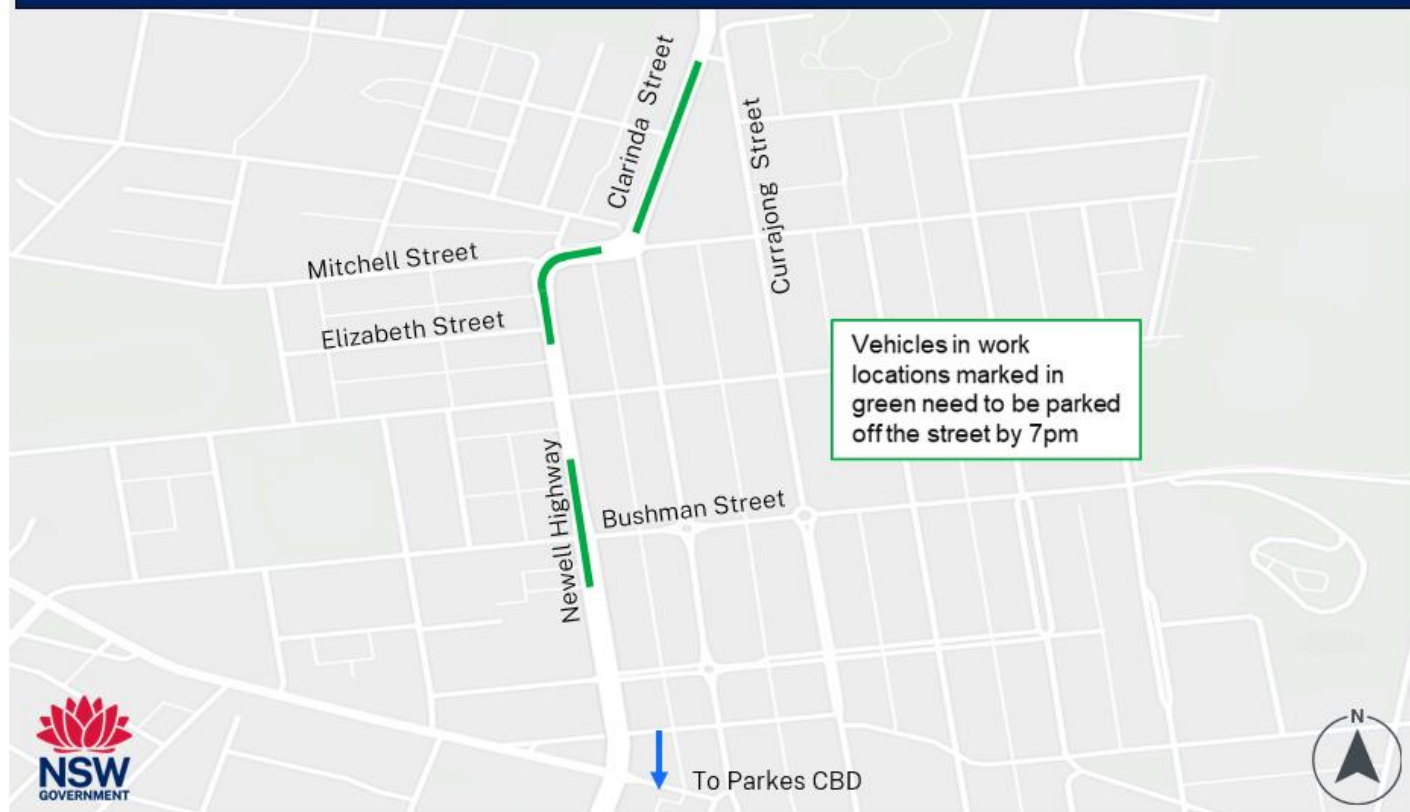 Clarinda Street
Currajong Street
Mitchell Street
Elizabeth Street
Vehicles in work
locations marked in
green need to be parked
off the street by 7pm
Newell Highway
Bushman Street
NSW
GOVERNMENT
To Parkes CBD
N